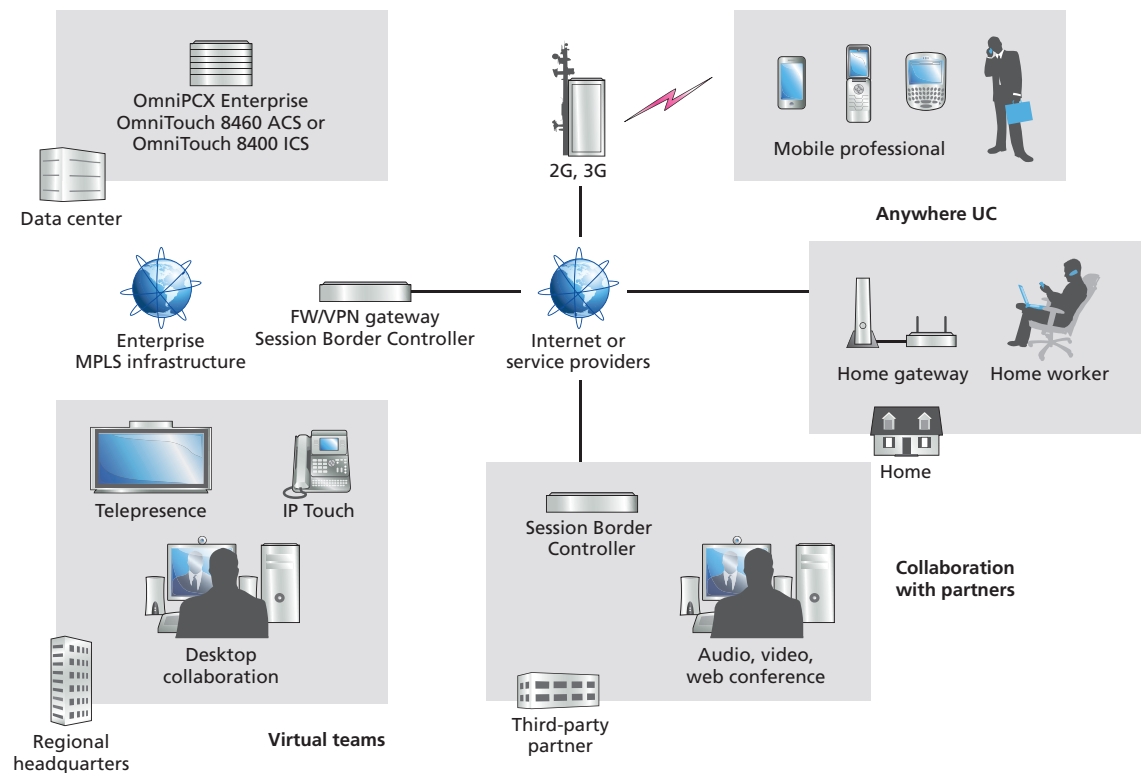 OmniPCX Enterprise
OmniTouch 8460 ACS or
OmniTouch 8400 ICS
Data center
2G, 3G
Mobile professional
Anywhere UC
Enterprise
MPLS infrastructure
FW/VPN gateway
Session Border Controller
Internet or
service providers
Home gateway
Home worker
Home
Telepresence
IP Touch
Desktop
collaboration
Regional
headquarters
Virtual teams
Session Border
Controller
Audio, video,
web conference
Third-party
partner
Collaboration
with partners